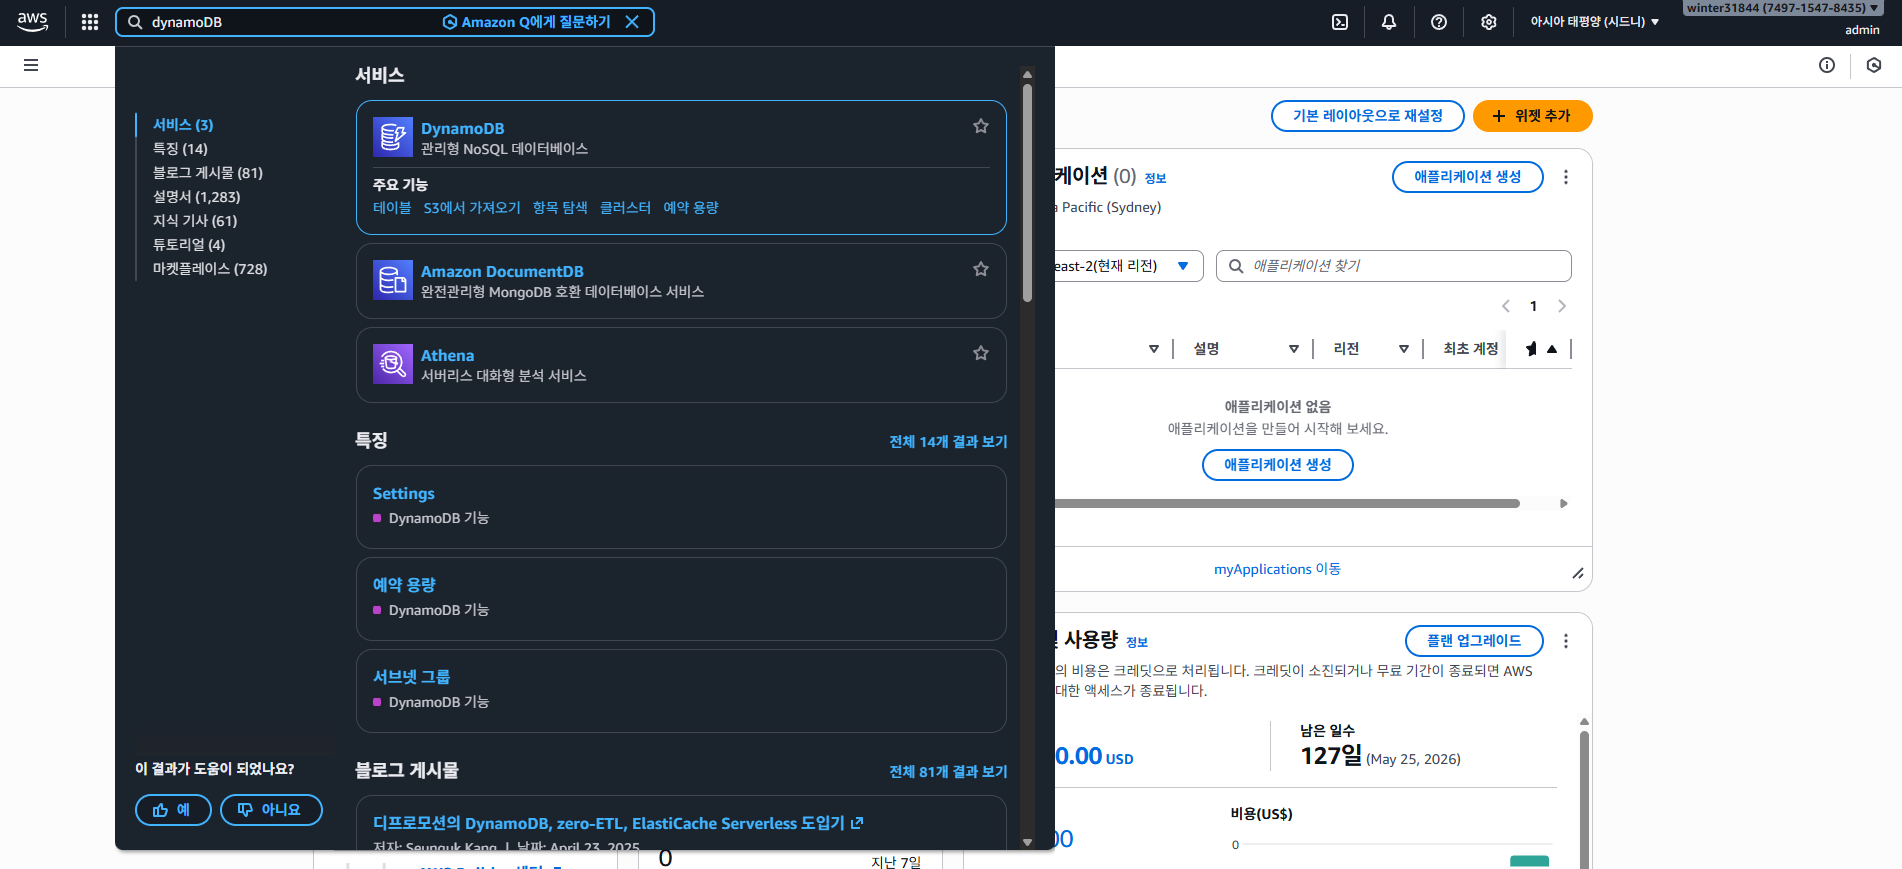 aws
dynamoDB
Amazon Q에게 질문하기
아시아 태평양 (시드니)
winter31844 (7497-1547-8435)
admin
서비스 (3)
특징 (14)
블로그 게시물 (81)
설명서 (1,283)
지식 기사 (61)
튜토리얼 (4)
마켓플레이스 (728)
이 결과가 도움이 되었나요?
예
아니요
서비스
DynamoDB
관리형 NoSQL 데이터베이스
주요 기능
테이블 S3에서 가져오기 항목 탐색 클러스터 예약 용량
Amazon DocumentDB
완전관리형 MongoDB 호환 데이터베이스 서비스
Athena
서버리스 대화형 분석 서비스
특징
전체 14개 결과 보기
Settings
DynamoDB 기능
예약 용량
DynamoDB 기능
서브넷 그룹
DynamoDB 기능
블로그 게시물
전체 81개 결과 보기
디프로모션의 DynamoDB, zero-ETL, ElastiCache Serverless 도입기
저자: Seunguk Kang | 날짜: April 23, 2025
기본 레이아웃으로 재설정
위젯 추가
케이션 (0) 정보
애플리케이션 생성
Pacific (Sydney)
east-2(현재 리전)
애플리케이션 찾기
1
설명
리전
최초 계정
애플리케이션 없음
애플리케이션을 만들어 시작해 보세요.
애플리케이션 생성
myApplications 이동
사용량 정보
플랜 업그레이드
의 비용은 크레딧으로 처리됩니다. 크레딧이 소진되거나 무료 기간이 종료되면 AWS
대한 액세스가 종료됩니다.
0.00 USD
남은 일수
127일 (May 25, 2026)
비용(US$)
0
0
지난 7일